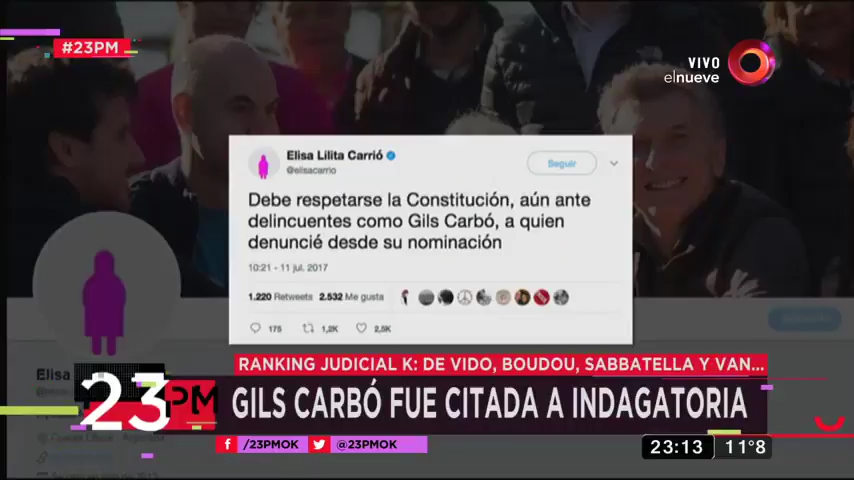 #23PM
VIVO
elnueve
Elisa Lilita Carrió
@elisacarrio
Seguir
Debe respetarse la Constitución, aún ante
delincuentes como Gils Carbó, a quien
denuncié desde su nominación
10:21 - 11 jul. 2017
1.220 Retweets 2.532 Me gusta
175 1,2K 2,5K
Elisa
RANKING JUDICIAL K: DE VIDO, BOUDOU, SABBATELLA Y VAN...
23PM
GILS CARBÓ FUE CITADA A INDAGATORIA
/23PMOK @23PMOK
23:13 11°8